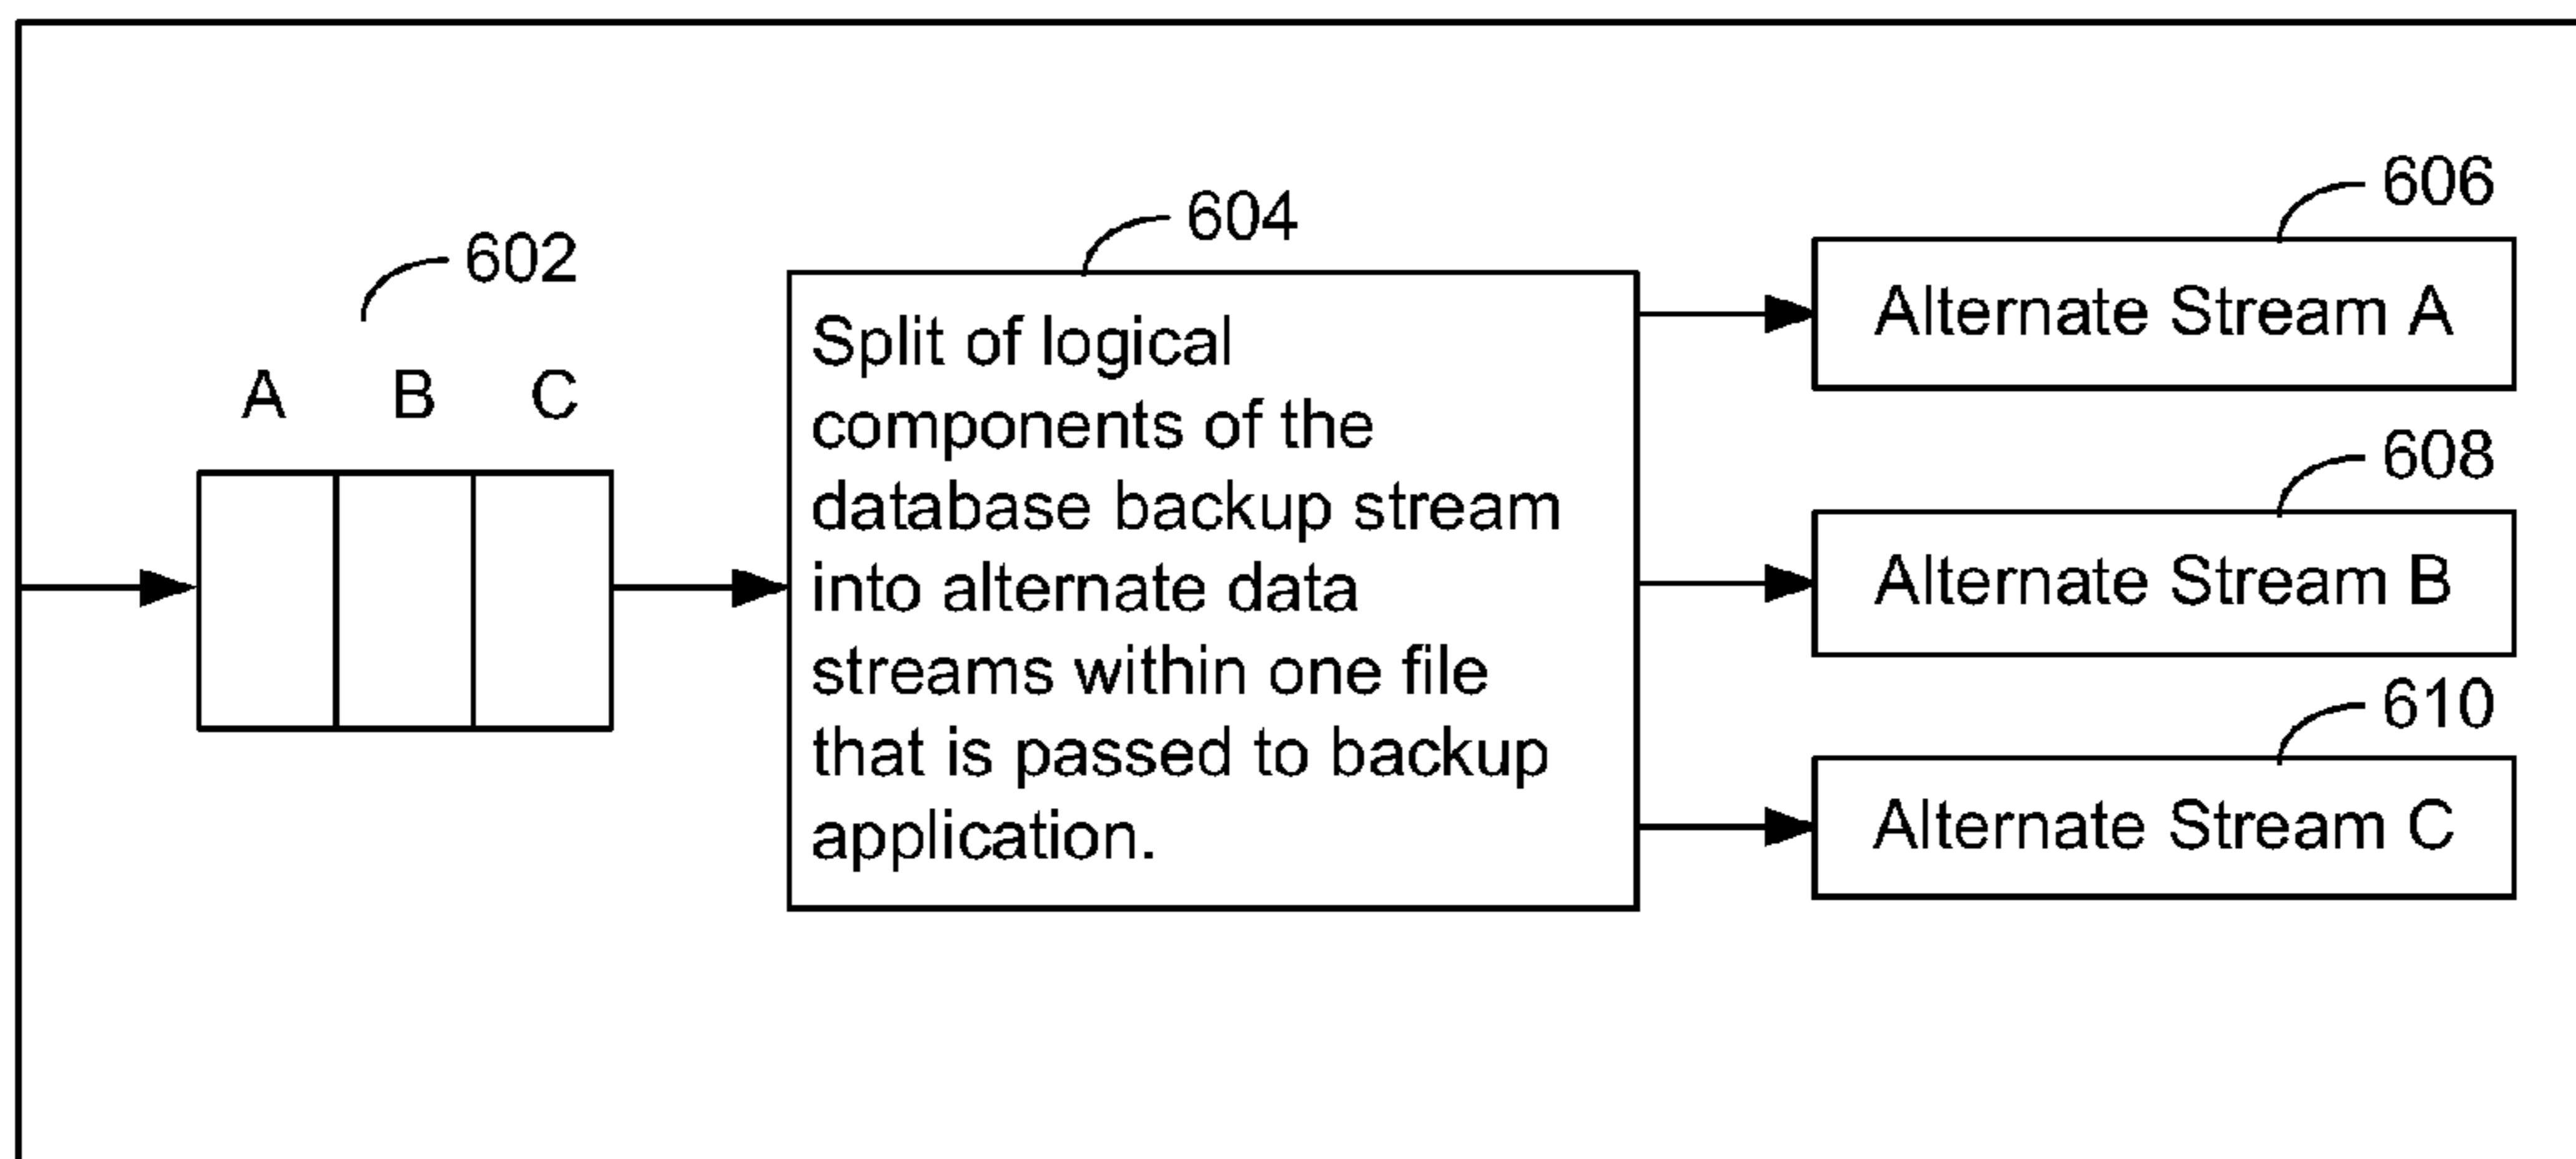 602
A B C
604
Split of logical
components of the
database backup stream
into alternate data
streams within one file
that is passed to backup
application.
606
Alternate Stream A
608
Alternate Stream B
610
Alternate Stream C